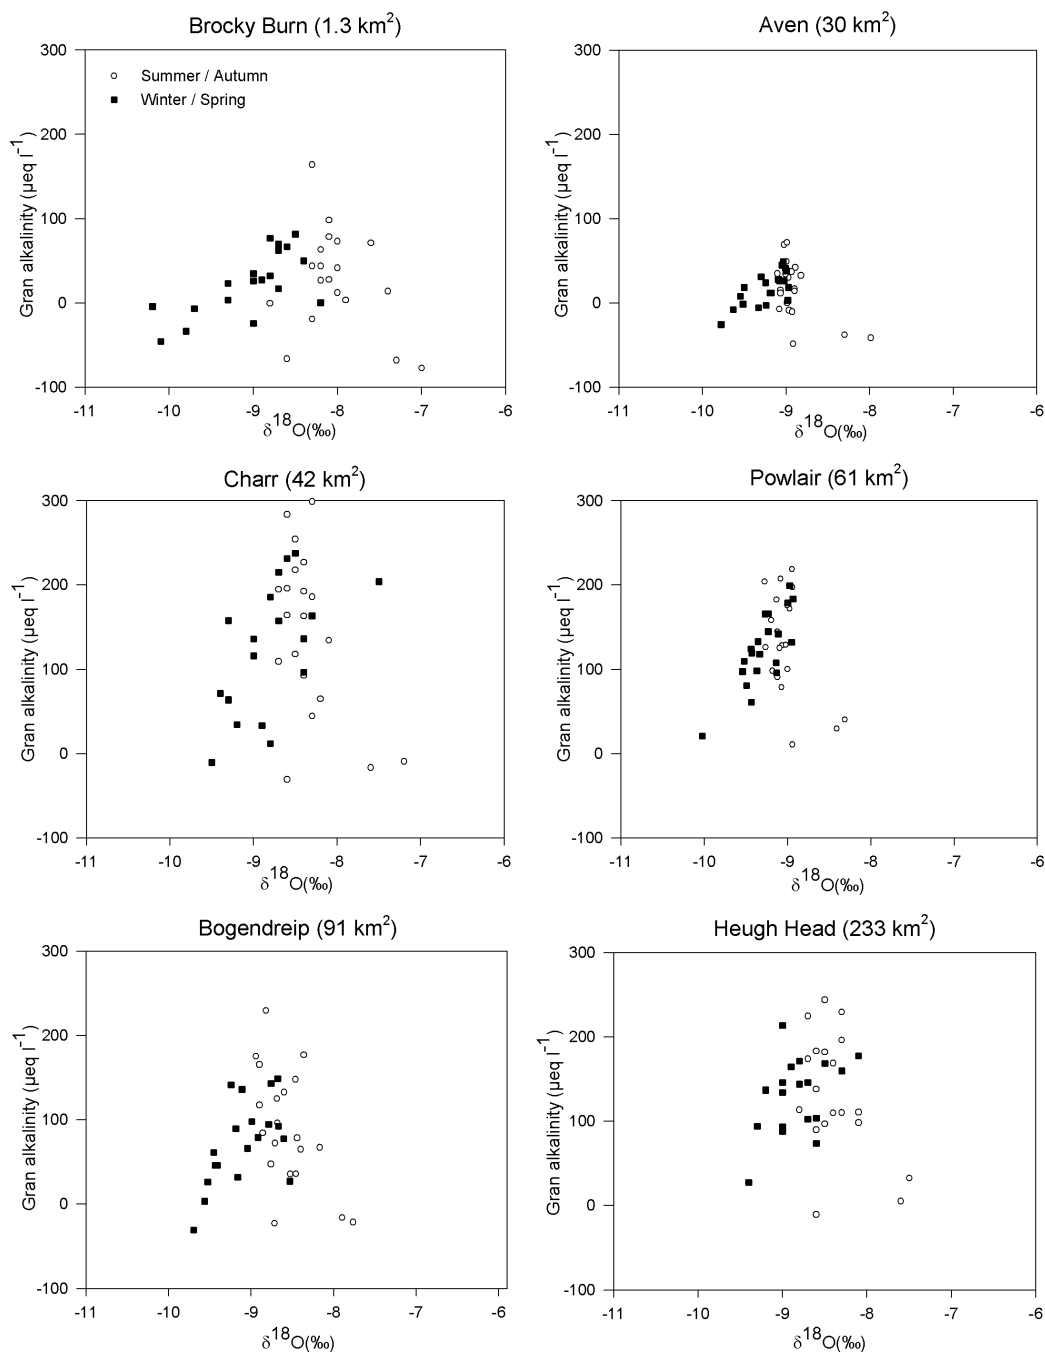 Brocky Burn (1.3 km²)
300
Summer / Autumn
Winter / Spring
200
100
0
-100
Gran alkalinity (µeq l⁻¹)
-11 -10 -9 -8 -7 -6
δ¹⁸O(‰)
Aven (30 km²)
300
200
100
0
-100
Gran alkalinity (µeq l⁻¹)
-11 -10 -9 -8 -7 -6
δ¹⁸O(‰)
Charr (42 km²)
300
200
100
0
-100
Gran alkalinity (µeq l⁻¹)
-11 -10 -9 -8 -7 -6
δ¹⁸O(‰)
Powlair (61 km²)
300
200
100
0
-100
Gran alkalinity (µeq l⁻¹)
-11 -10 -9 -8 -7 -6
δ¹⁸O(‰)
Bogendreip (91 km²)
300
200
100
0
-100
Gran alkalinity (µeq l⁻¹)
-11 -10 -9 -8 -7 -6
δ¹⁸O(‰)
Heugh Head (233 km²)
300
200
100
0
-100
Gran alkalinity (µeq l⁻¹)
-11 -10 -9 -8 -7 -6
δ¹⁸O(‰)